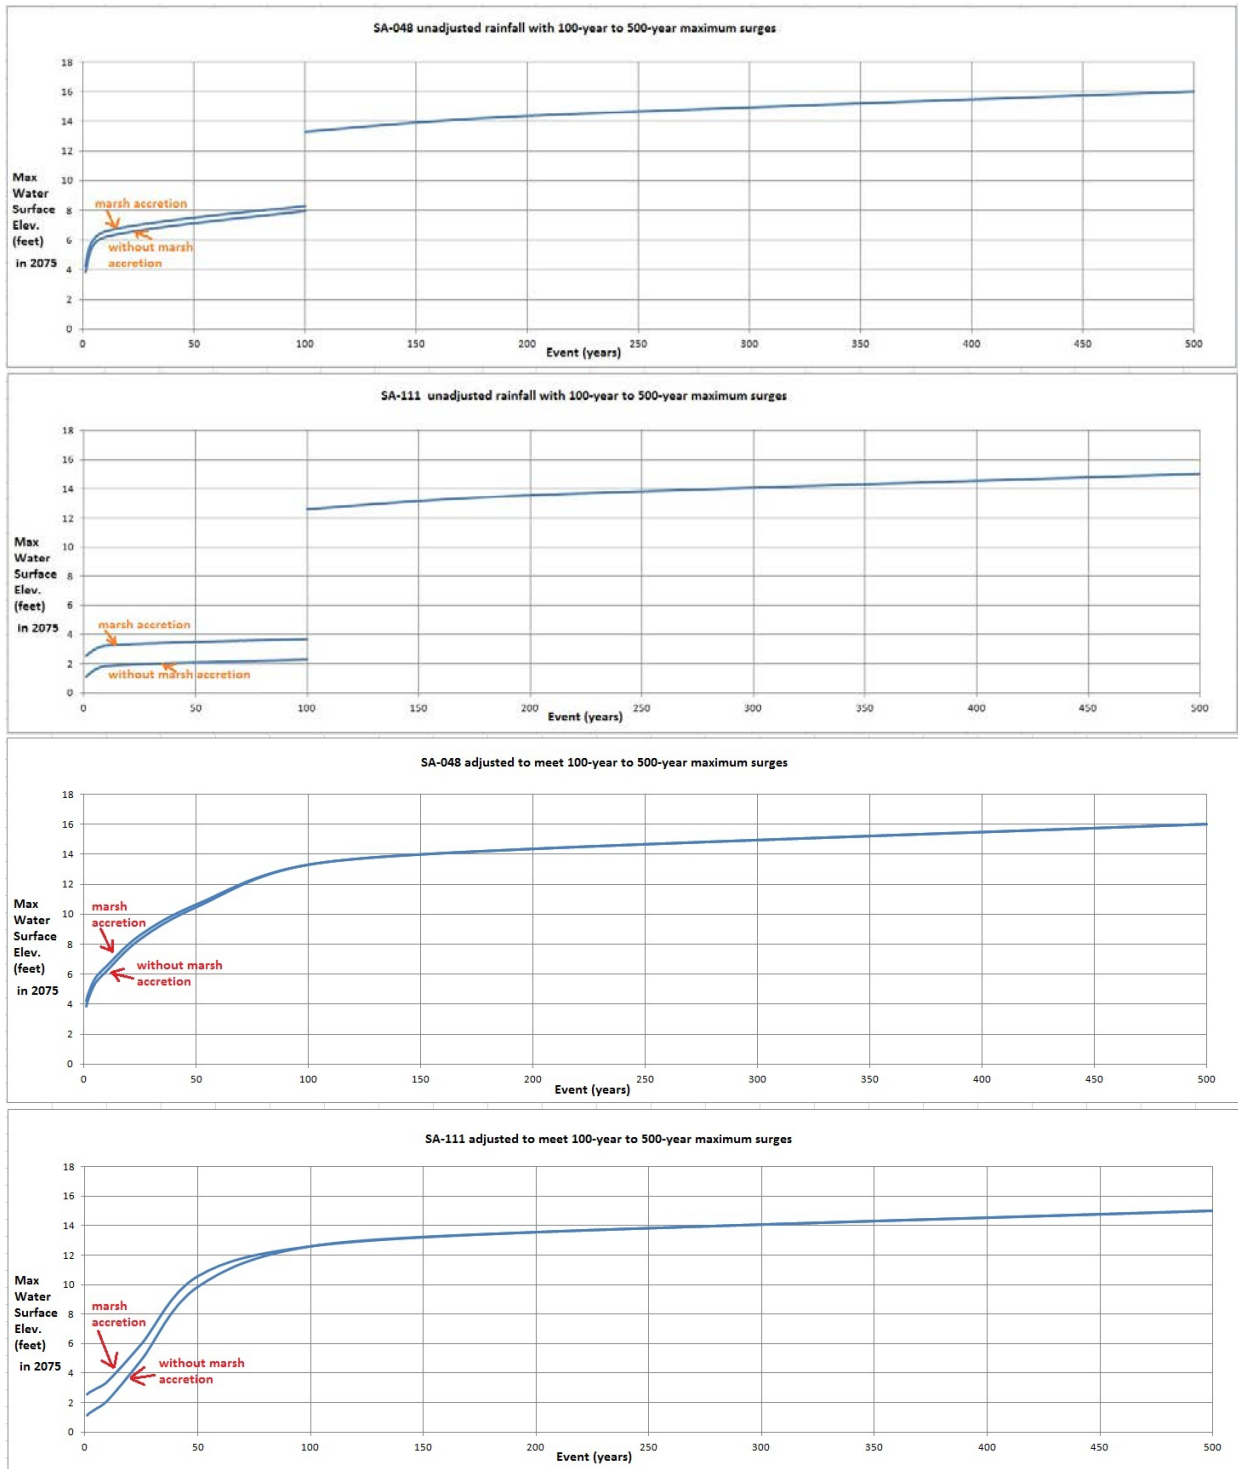 SA-048 unadjusted rainfall with 100-year to 500-year maximum surges
18
16
14
12
10
8
6
4
2
0
Max
Water
Surface
Elev.
(feet)
in 2075
marsh accretion
without marsh
accretion
0 50 100 150 200 250 300 350 400 450 500
Event (years)
SA-111 unadjusted rainfall with 100-year to 500-year maximum surges
18
16
14
12
10
8
6
4
2
0
Max
Water
Surface
Elev.
(feet)
in 2075
marsh accretion
without marsh accretion
0 50 100 150 200 250 300 350 400 450 500
Event (years)
SA-048 adjusted to meet 100-year to 500-year maximum surges
18
16
14
12
10
8
6
4
2
0
Max
Water
Surface
Elev.
(feet)
in 2075
marsh
accretion
without marsh
accretion
0 50 100 150 200 250 300 350 400 450 500
Event (years)
SA-111 adjusted to meet 100-year to 500-year maximum surges
18
16
14
12
10
8
6
4
2
0
Max
Water
Surface
Elev.
(feet)
in 2075
marsh
accretion
without marsh
accretion
0 50 100 150 200 250 300 350 400 450 500
Event (years)